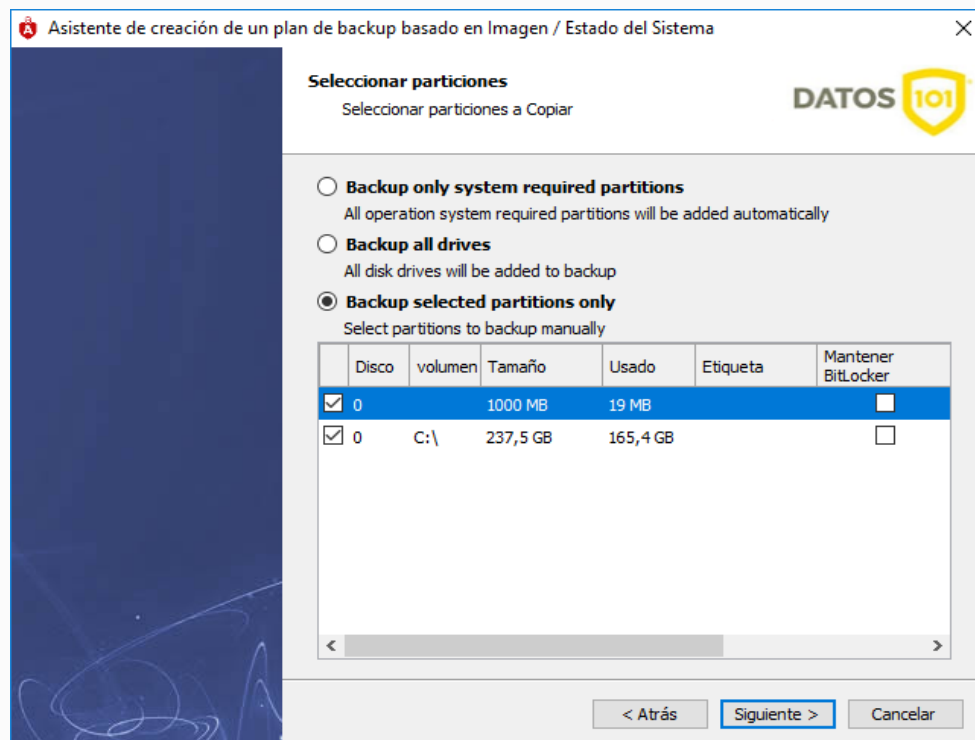 Asistente de creación de un plan de backup basado en Imagen / Estado del Sistema
Seleccionar particiones
Seleccionar particiones a Copiar
DATOS 101
Backup only system required partitions
All operation system required partitions will be added automatically
Backup all drives
All disk drives will be added to backup
Backup selected partitions only
Select partitions to backup manually
Disco volumen Tamaño Usado Etiqueta Mantener BitLocker
0 1000 MB 19 MB
0 C:\ 237,5 GB 165,4 GB
< Atrás Siguiente > Cancelar